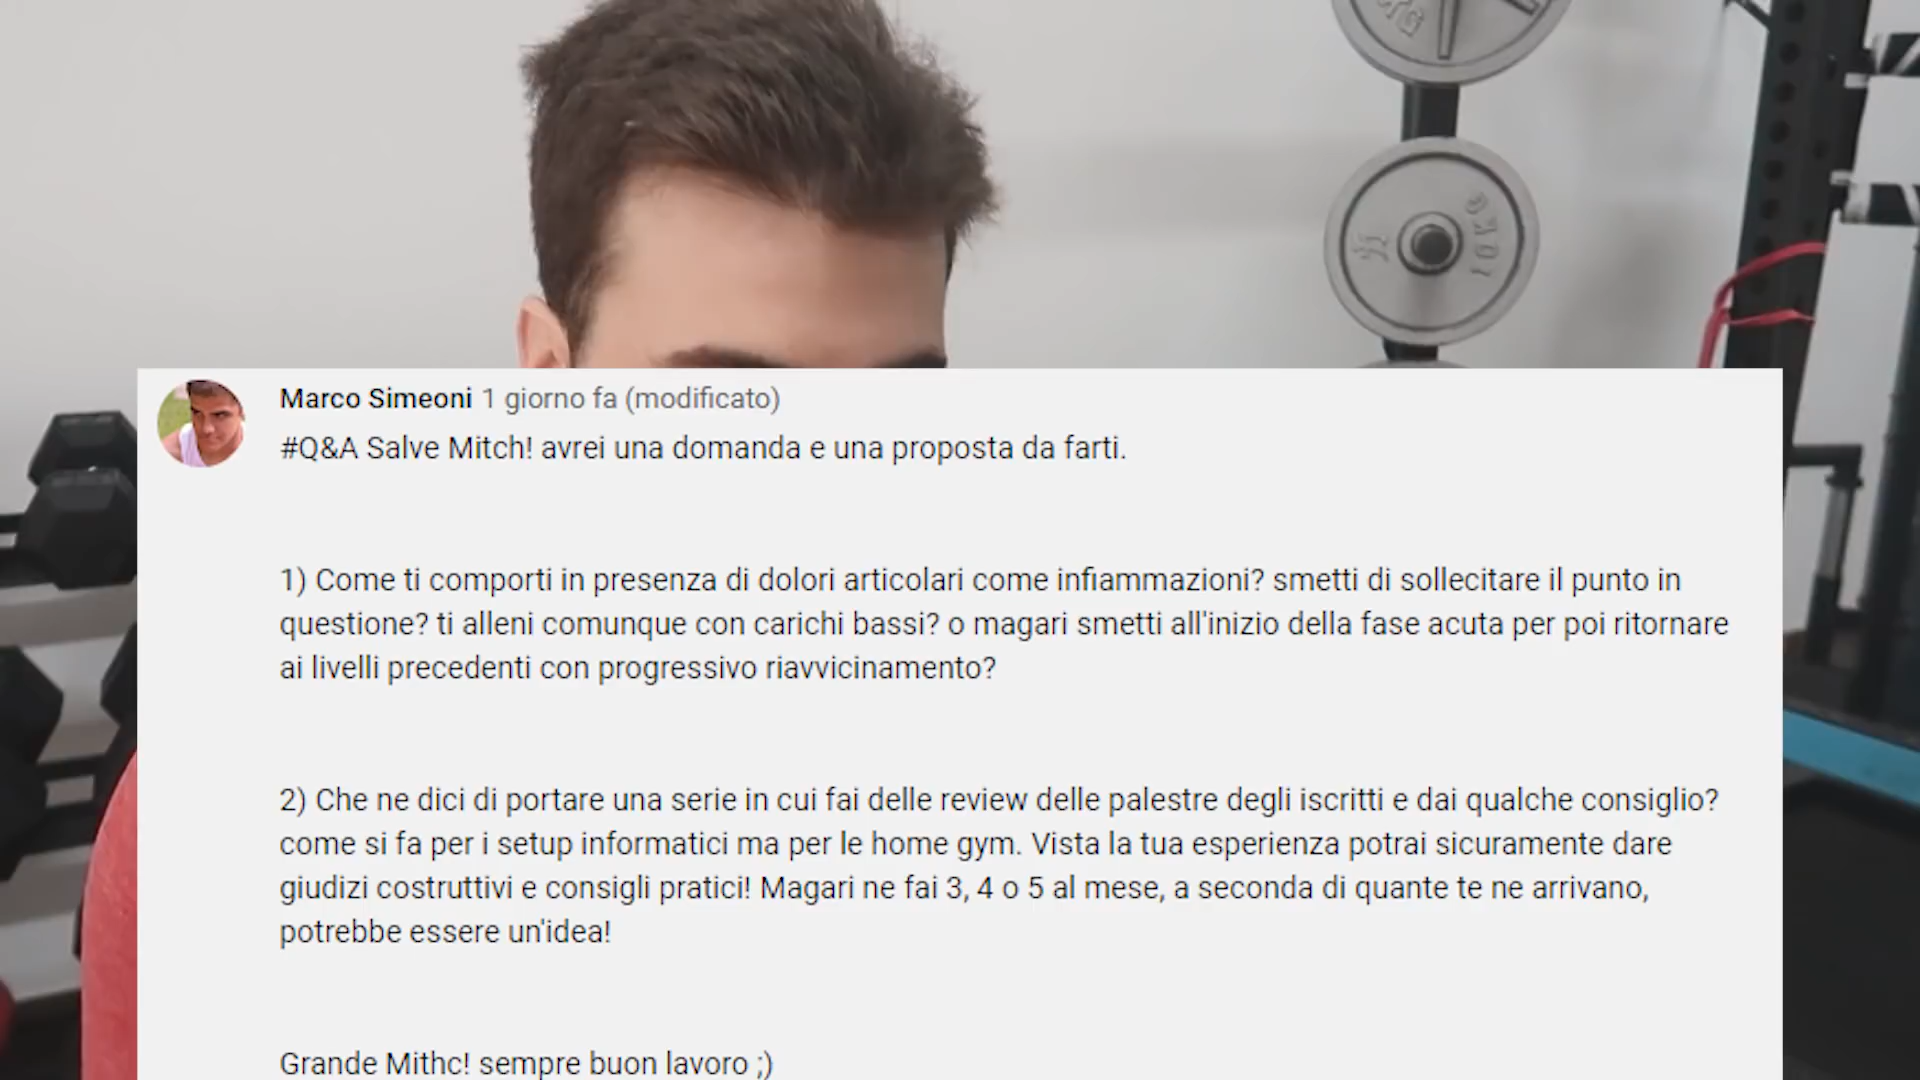 Marco Simeoni 1 giorno fa (modificato)
#Q&A Salve Mitch! avrei una domanda e una proposta da farti.
1) Come ti comporti in presenza di dolori articolari come infiammazioni? smetti di sollecitare il punto in
questione? ti alleni comunque con carichi bassi? o magari smetti all'inizio della fase acuta per poi ritornare
ai livelli precedenti con progressivo riavvicinamento?
2) Che ne dici di portare una serie in cui fai delle review delle palestre degli iscritti e dai qualche consiglio?
come si fa per i setup informatici ma per le home gym. Vista la tua esperienza potrai sicuramente dare
giudizi costruttivi e consigli pratici! Magari ne fai 3, 4 o 5 al mese, a seconda di quante te ne arrivano,
potrebbe essere un'idea!
Grande Mithc! sempre buon lavoro ;)